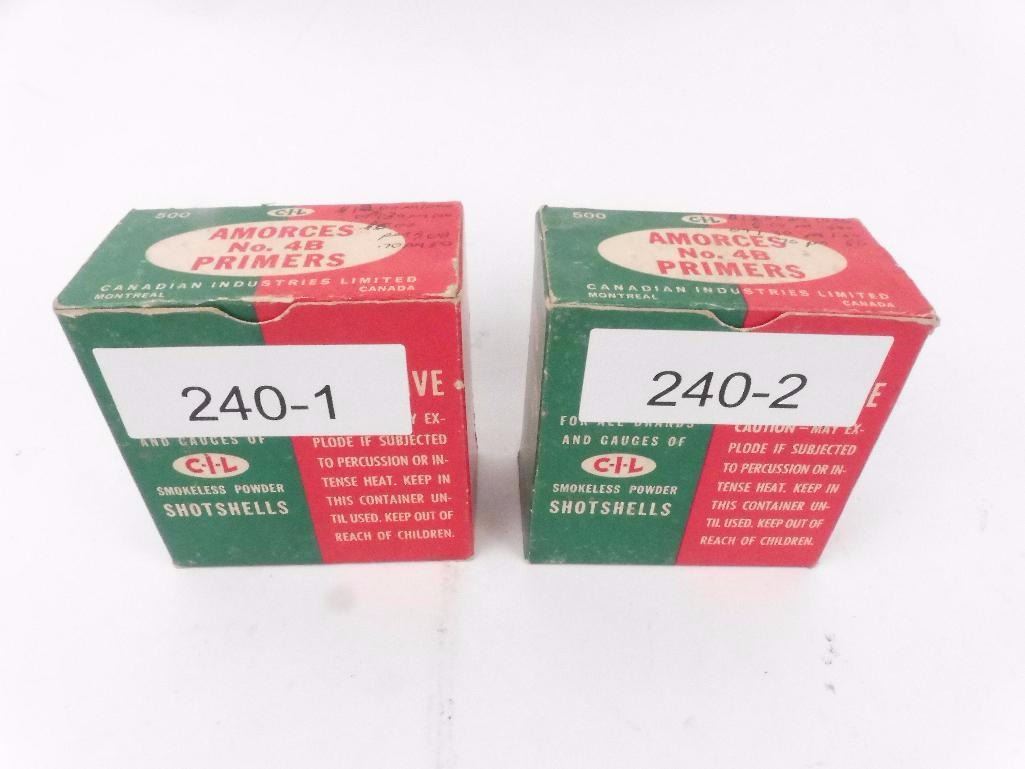 500
C-I-L
AMORCES
No. 4B
PRIMERS
CANADIAN INDUSTRIES LIMITED
MONTREAL CANADA
240-1
VE
AND GAUGES OF
C-I-L
SMOKELESS POWDER
SHOTSHELLS
EX-
PLODE IF SUBJECTED
TO PERCUSSION OR IN-
TENSE HEAT. KEEP IN
THIS CONTAINER UN-
TIL USED. KEEP OUT OF
REACH OF CHILDREN.
500
C-I-L
AMORCES
No. 4B
PRIMERS
CANADIAN INDUSTRIES LIMITED
MONTREAL CANADA
240-2
E
FOR ALL BRANDS
AND GAUGES OF
C-I-L
SMOKELESS POWDER
SHOTSHELLS
CAUTION-MAY EX-
PLODE IF SUBJECTED
TO PERCUSSION OR IN-
TENSE HEAT. KEEP IN
THIS CONTAINER UN-
TIL USED. KEEP OUT OF
REACH OF CHILDREN.